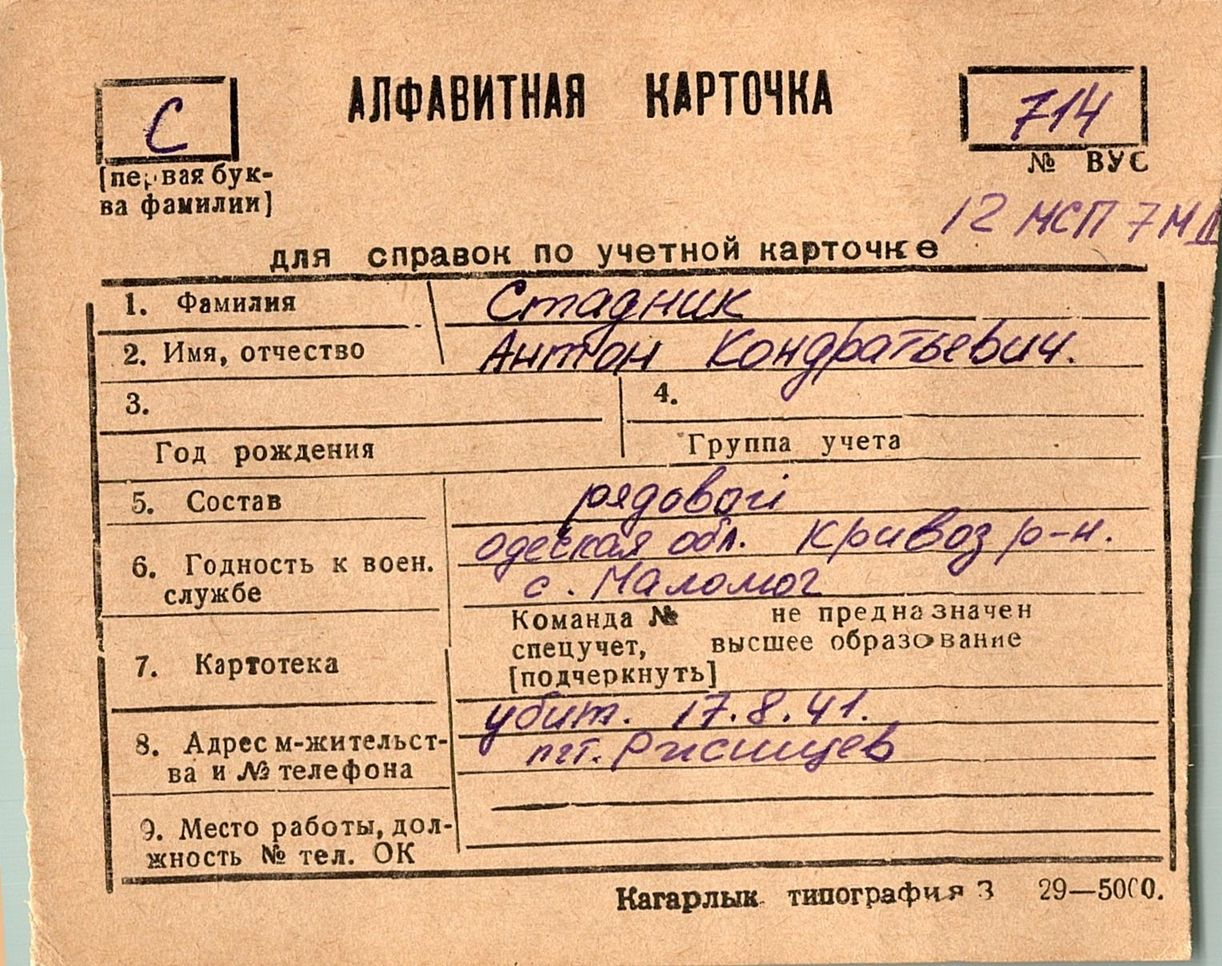 АЛФАВИТНАЯ КАРТОЧКА
С
714
[первая бук-
ва фамилии]
№ ВУС
12 МСП 7 М
для справок по учетной карточке
1. Фамилия
Стадник
2. Имя, отчество
Антон Кондратьевич.
3.
4.
Год рождения
Группа учета
5. Состав
рядовой
6. Годность к воен.
службе
одеская обл. Кривоз р-н.
с. Маломог
7. Картотека
Команда № не предназначен
спецучет, высшее образование
[подчеркнуть]
8. Адрес м-жительст-
ва и № телефона
убит. 17.8.41.
пгт. Ржищев
9. Место работы, дол-
жность № тел. ОК
Кагарлык типография З 29—5000.